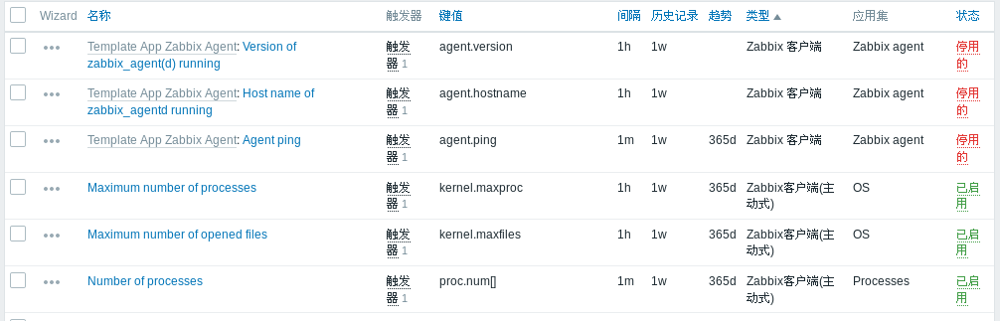 Wizard 名称 触发器 键值 间隔 历史记录 趋势 类型 应用集 状态
Template App Zabbix Agent: Version of 触发 agent.version 1h 1w Zabbix 客户端 Zabbix agent 停用
zabbix_agent(d) running 器 1 的
Template App Zabbix Agent: Host name of 触发 agent.hostname 1h 1w Zabbix 客户端 Zabbix agent 停用
zabbix_agentd running 器 1 的
Template App Zabbix Agent: Agent ping 触发 agent.ping 1m 1w 365d Zabbix 客户端 Zabbix agent 停用
器 1 的
Maximum number of processes 触发 kernel.maxproc 1h 1w 365d Zabbix客户端(主 OS 已启
器 1 动式) 用
Maximum number of opened files 触发 kernel.maxfiles 1h 1w 365d Zabbix客户端(主 OS 已启
器 1 动式) 用
Number of processes 触发 proc.num[] 1m 1w 365d Zabbix客户端(主 Processes 已启
器 1 动式) 用